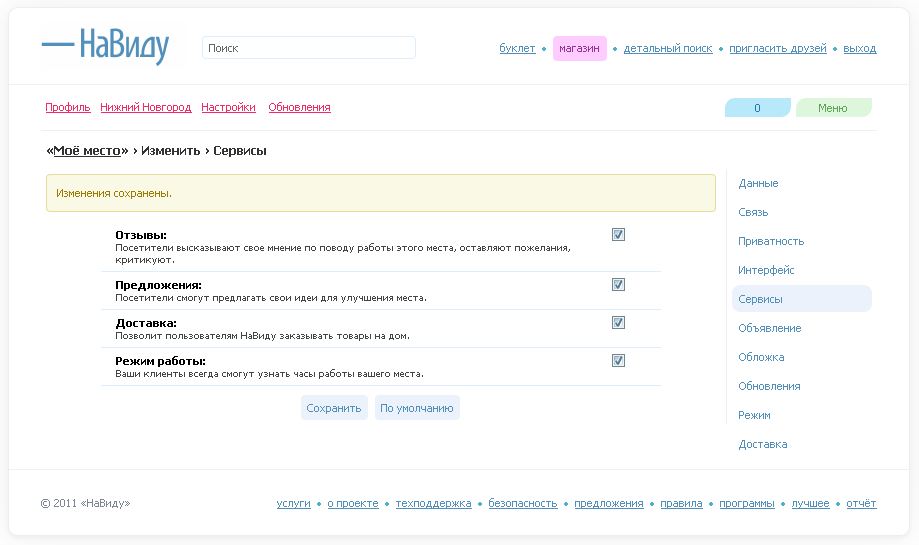 НаВиду
Поиск
буклет • магазин • детальный поиск • пригласить друзей • выход
Профиль Нижний Новгород Настройки Обновления
0 Меню
«Моё место» › Изменить › Сервисы
Изменения сохранены.
Отзывы:
Посетители высказывают свое мнение по поводу работы этого места, оставляют пожелания,
критикуют.
Предложения:
Посетители смогут предлагать свои идеи для улучшения места.
Доставка:
Позволит пользователям НаВиду заказывать товары на дом.
Режим работы:
Ваши клиенты всегда смогут узнать часы работы вашего места.
Сохранить По умолчанию
Данные
Связь
Приватность
Интерфейс
Сервисы
Объявление
Обложка
Обновления
Режим
Доставка
© 2011 «НаВиду»
услуги • о проекте • техподдержка • безопасность • предложения • правила • программы • лучшее • отчёт